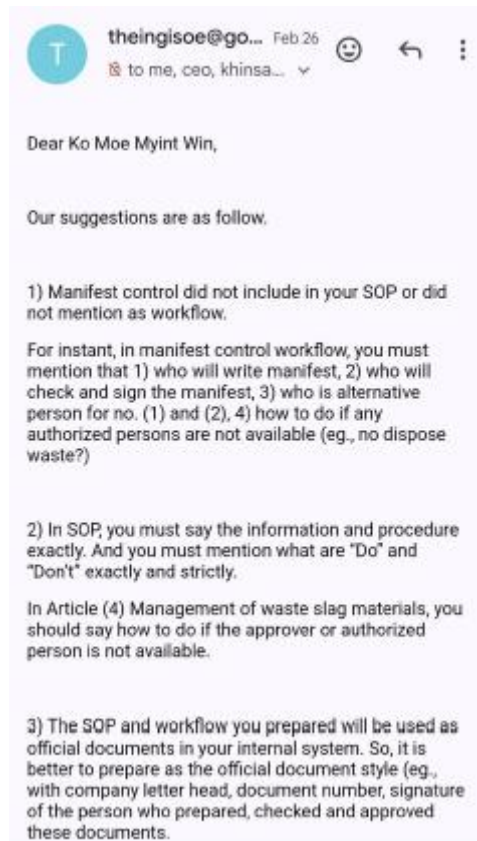 T
theingisoe@go... Feb 26
to me, ceo, khinsa...
Dear Ko Moe Myint Win,
Our suggestions are as follow.
1) Manifest control did not include in your SOP or did
not mention as workflow.
For instant, in manifest control workflow, you must
mention that 1) who will write manifest, 2) who will
check and sign the manifest, 3) who is alternative
person for no. (1) and (2), 4) how to do if any
authorized persons are not available (eg., no dispose
waste?)
2) In SOP, you must say the information and procedure
exactly. And you must mention what are “Do” and
“Don't” exactly and strictly.
In Article (4) Management of waste slag materials, you
should say how to do if the approver or authorized
person is not available.
3) The SOP and workflow you prepared will be used as
official documents in your internal system. So, it is
better to prepare as the official document style (eg.,
with company letter head, document number, signature
of the person who prepared, checked and approved
these documents.